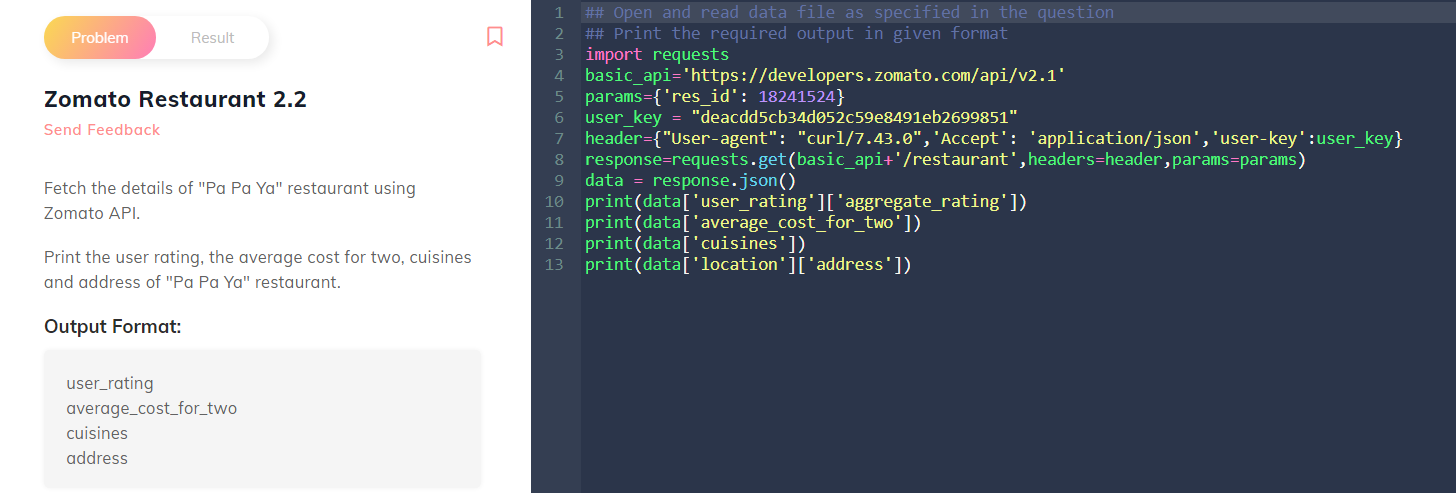 Problem
Result
Zomato Restaurant 2.2
Send Feedback
Fetch the details of "Pa Pa Ya" restaurant using
Zomato API.
Print the user rating, the average cost for two, cuisines
and address of "Pa Pa Ya" restaurant.
Output Format:
user_rating
average_cost_for_two
cuisines
address
1 ## Open and read data file as specified in the question
2 ## Print the required output in given format
3 import requests
4 basic_api='https://developers.zomato.com/api/v2.1'
5 params={'res_id': 18241524}
6 user_key = "deacdd5cb34d052c59e8491eb2699851"
7 header={"User-agent": "curl/7.43.0",'Accept': 'application/json','user-key':user_key}
8 response=requests.get(basic_api+'/restaurant',headers=header,params=params)
9 data = response.json()
10 print(data['user_rating']['aggregate_rating'])
11 print(data['average_cost_for_two'])
12 print(data['cuisines'])
13 print(data['location']['address'])